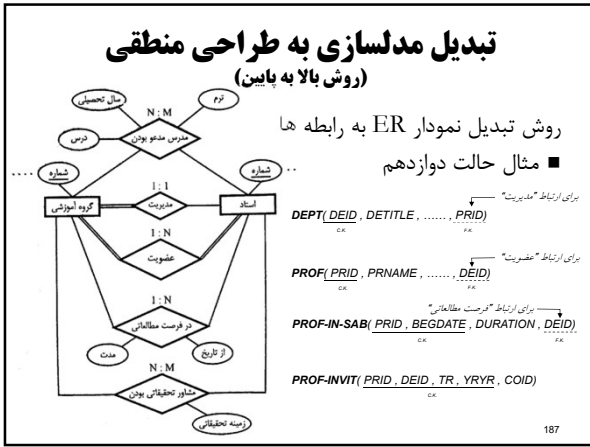 تبدیل مدلسازی به طراحی منطقی
(روش بالا به پایین)
روش تبدیل نمودار ER به رابطه ها
■ مثال حالت دوازدهم
سال تحصیلی
ترم
N : M
مدرس مدعو بودن
درس
شماره
....
شماره
....
1 : 1
گروه آموزشی
مدیریت
استاد
1 : N
عضویت
1 : N
در فرصت مطالعاتی
مدت
از تاریخ
N : M
مشاور تحقیقاتی بودن
زمینه تحقیقاتی
برای ارتباط "مدیریت"
DEPT( DEID , DETITLE , ...... , PRID)
C.K.
F.K.
برای ارتباط "عضویت"
PROF( PRID , PRNAME , ...... , DEID)
C.K.
F.K.
برای ارتباط "فرصت مطالعاتی"
PROF-IN-SAB( PRID , BEGDATE , DURATION , DEID)
C.K.
F.K.
PROF-INVIT( PRID , DEID , TR , YRYR , COID)
C.K.
187